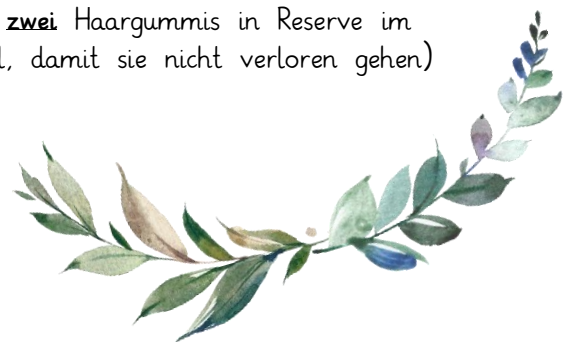 zwei Haargummis in Reserve im
, damit sie nicht verloren gehen)